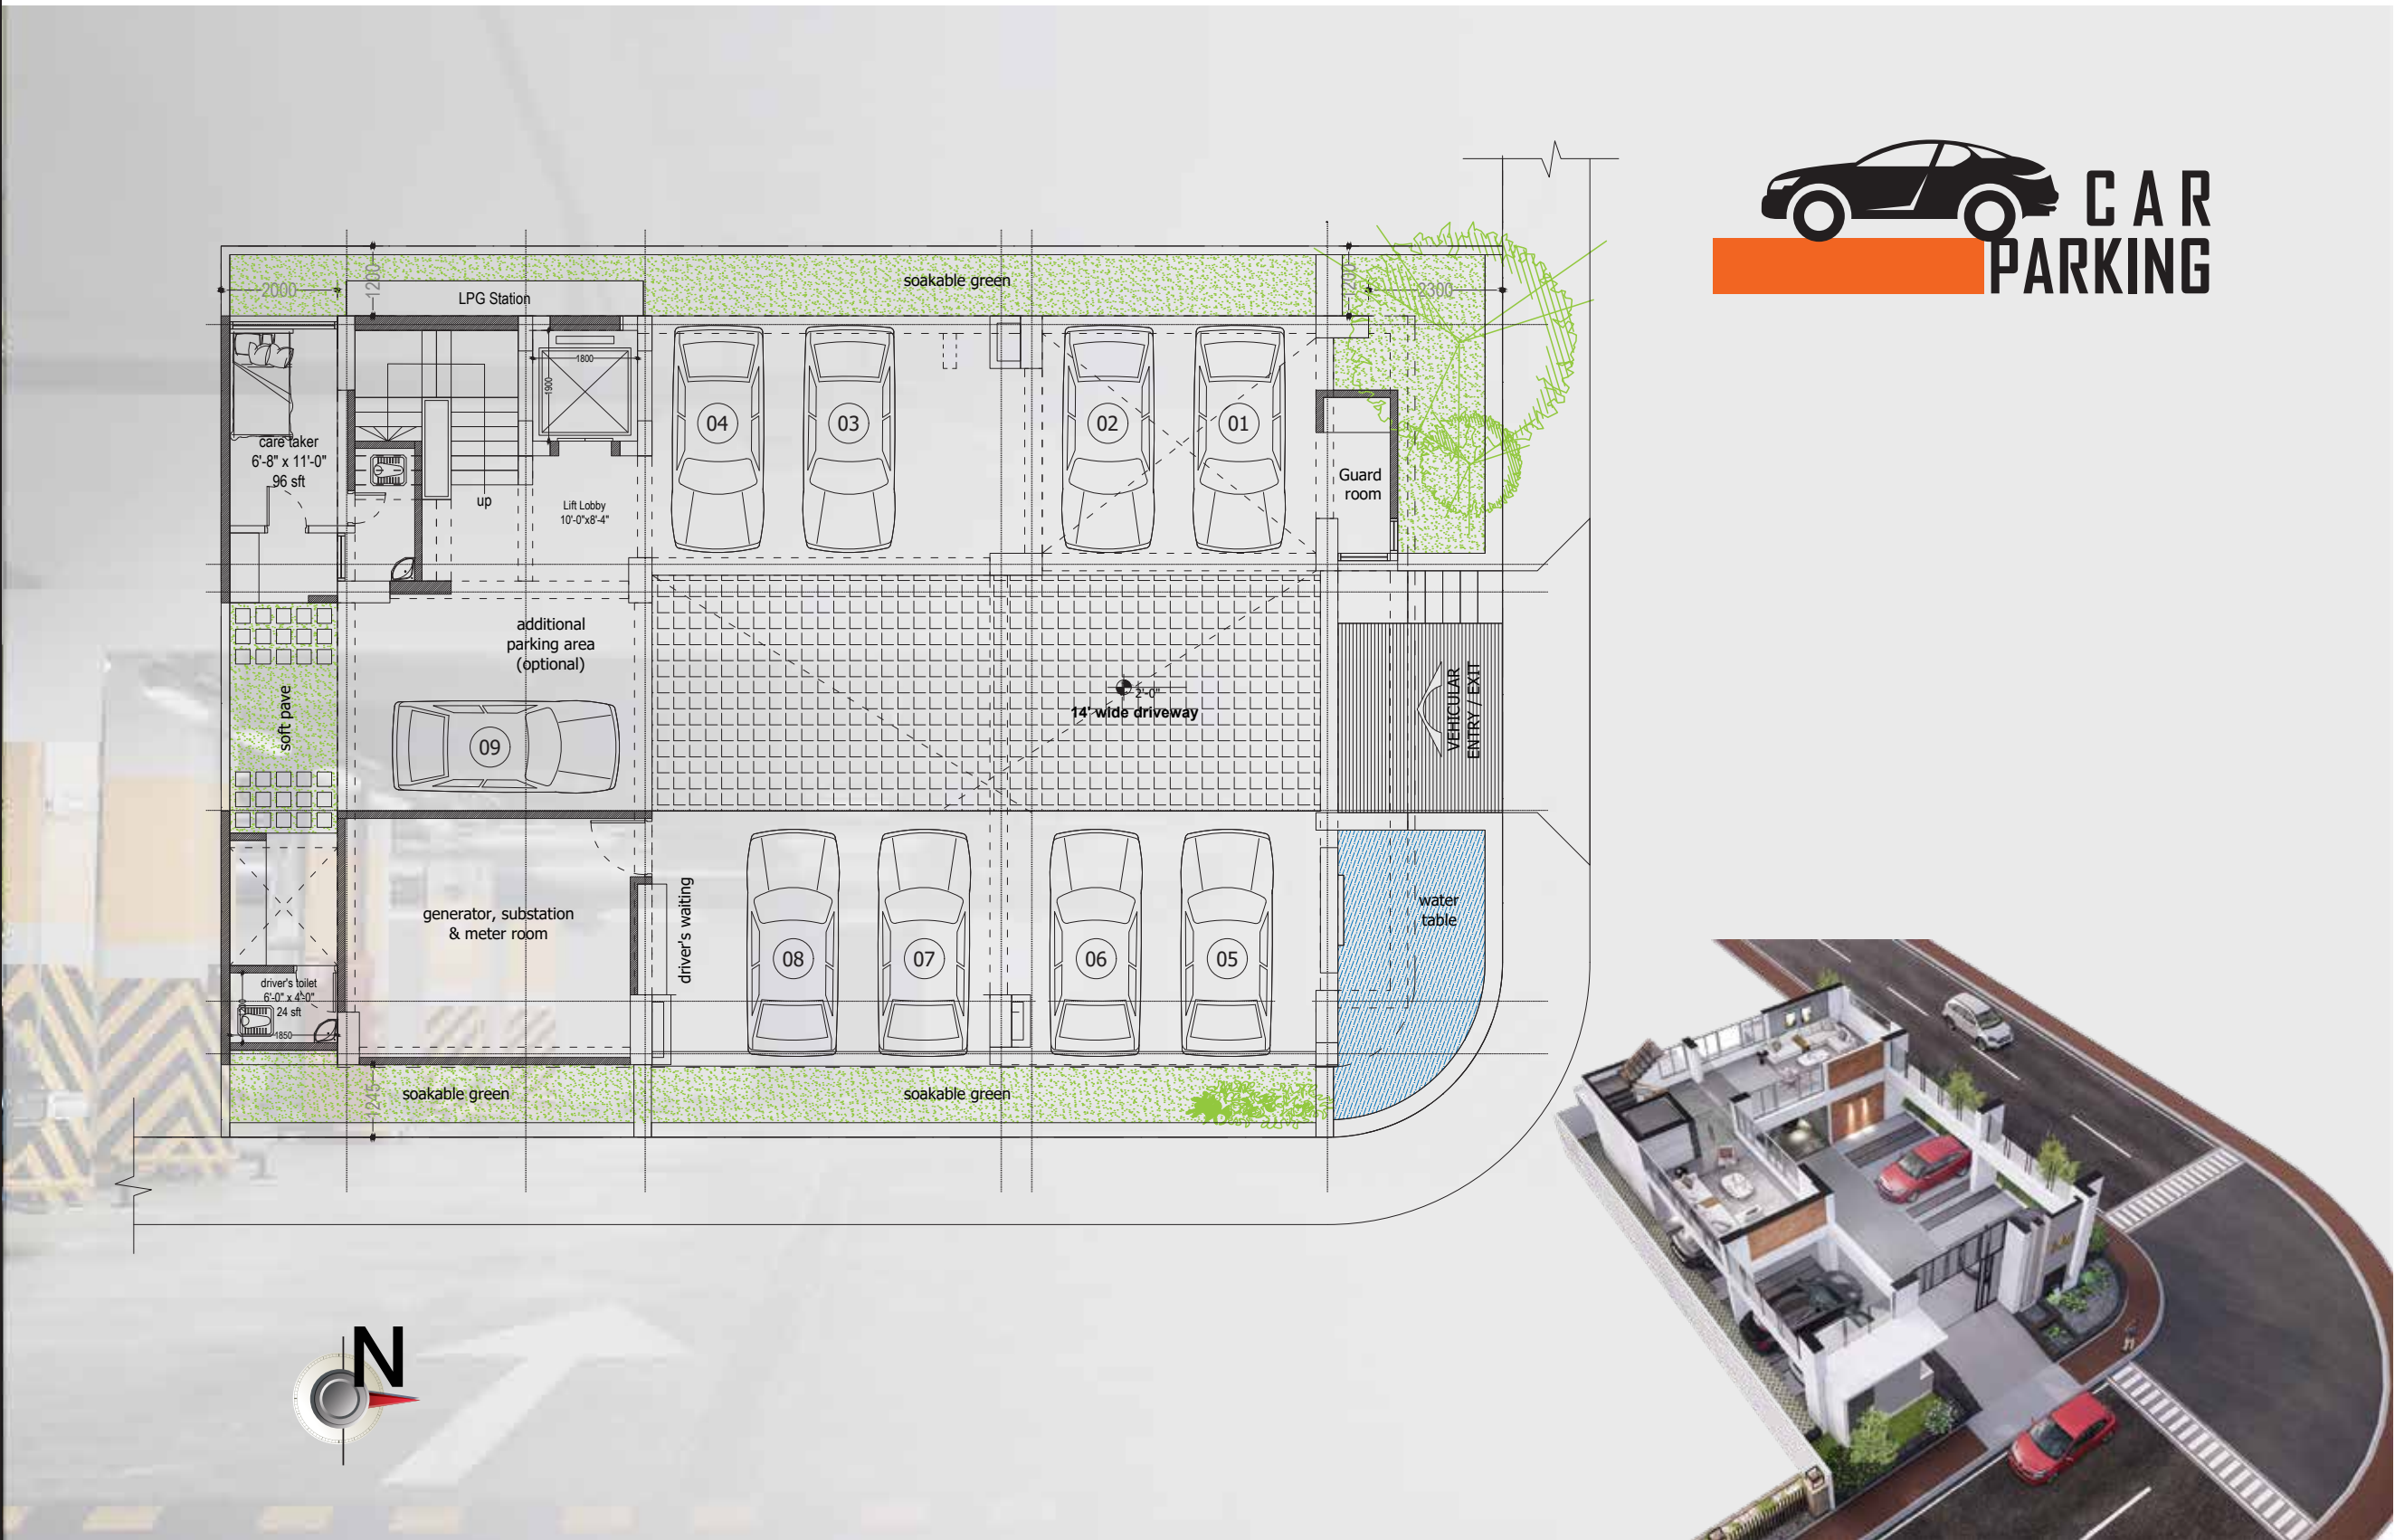 CAR
PARKING
soakable green
2000
1200
LPG Station
1200
2300
1800
1900
04
03
02
01
care taker
6'-8" x 11'-0"
96 sft
up
Lift Lobby
10'-0"x8'-4"
Guard
room
additional
parking area
(optional)
soft pave
09
2'-0"
14' wide driveway
VEHICULAR
ENTRY / EXIT
generator, substation
& meter room
driver's waiting
08
07
06
05
water
table
driver's toilet
6'-0" x 4'-0"
24 sft
1850
1245
soakable green
soakable green
N